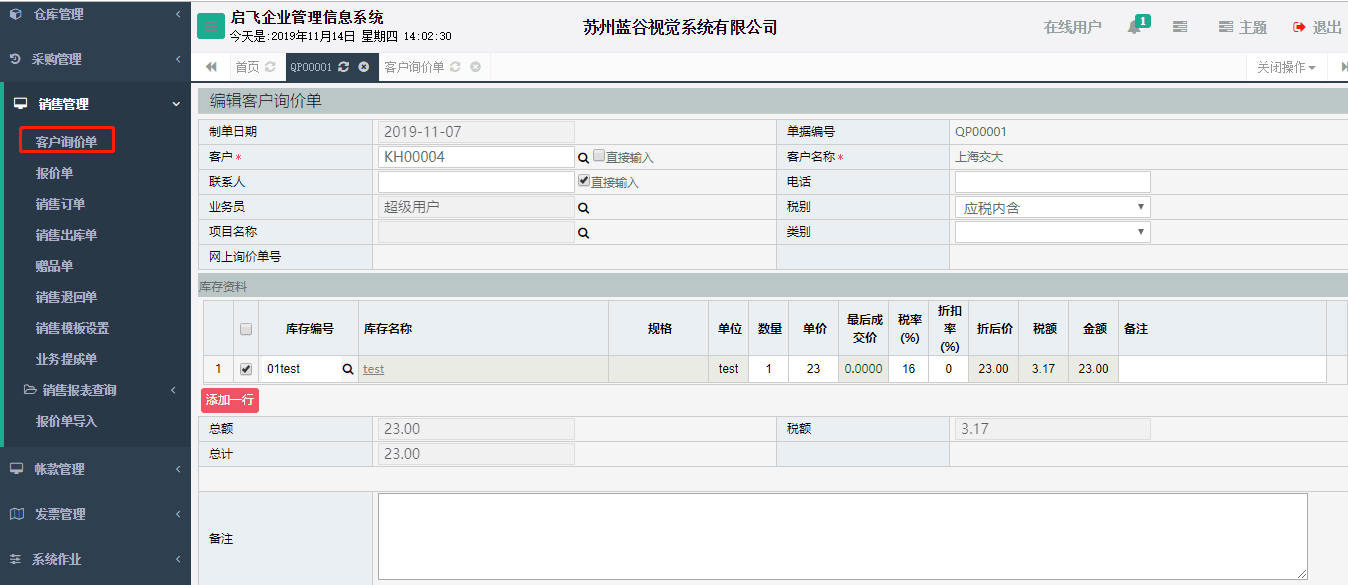 仓库管理
采购管理
销售管理
客户询价单
报价单
销售订单
销售出库单
赠品单
销售退回单
销售模板设置
业务提成单
销售报表查询
报价单导入
帐款管理
发票管理
系统作业
启飞企业管理信息系统
今天是:2019年11月14日 星期四 14:02:30
苏州蓝谷视觉系统有限公司
在线用户 1 主题 退出
首页 QP00001 客户询价单 关闭操作
编辑客户询价单
制单日期 2019-11-07 单据编号 QP00001
客户* KH00004 直接输入 客户名称* 上海交大
联系人 直接输入 电话
业务员 超级用户 税别 应税内含
项目名称 类别
网上询价单号
库存资料
库存编号 库存名称 规格 单位 数量 单价 最后成交价 税率(%) 折扣率(%) 折后价 税额 金额 备注
1 01test test test 1 23 0.0000 16 0 23.00 3.17 23.00
添加一行
总额 23.00 税额 3.17
总计 23.00
备注